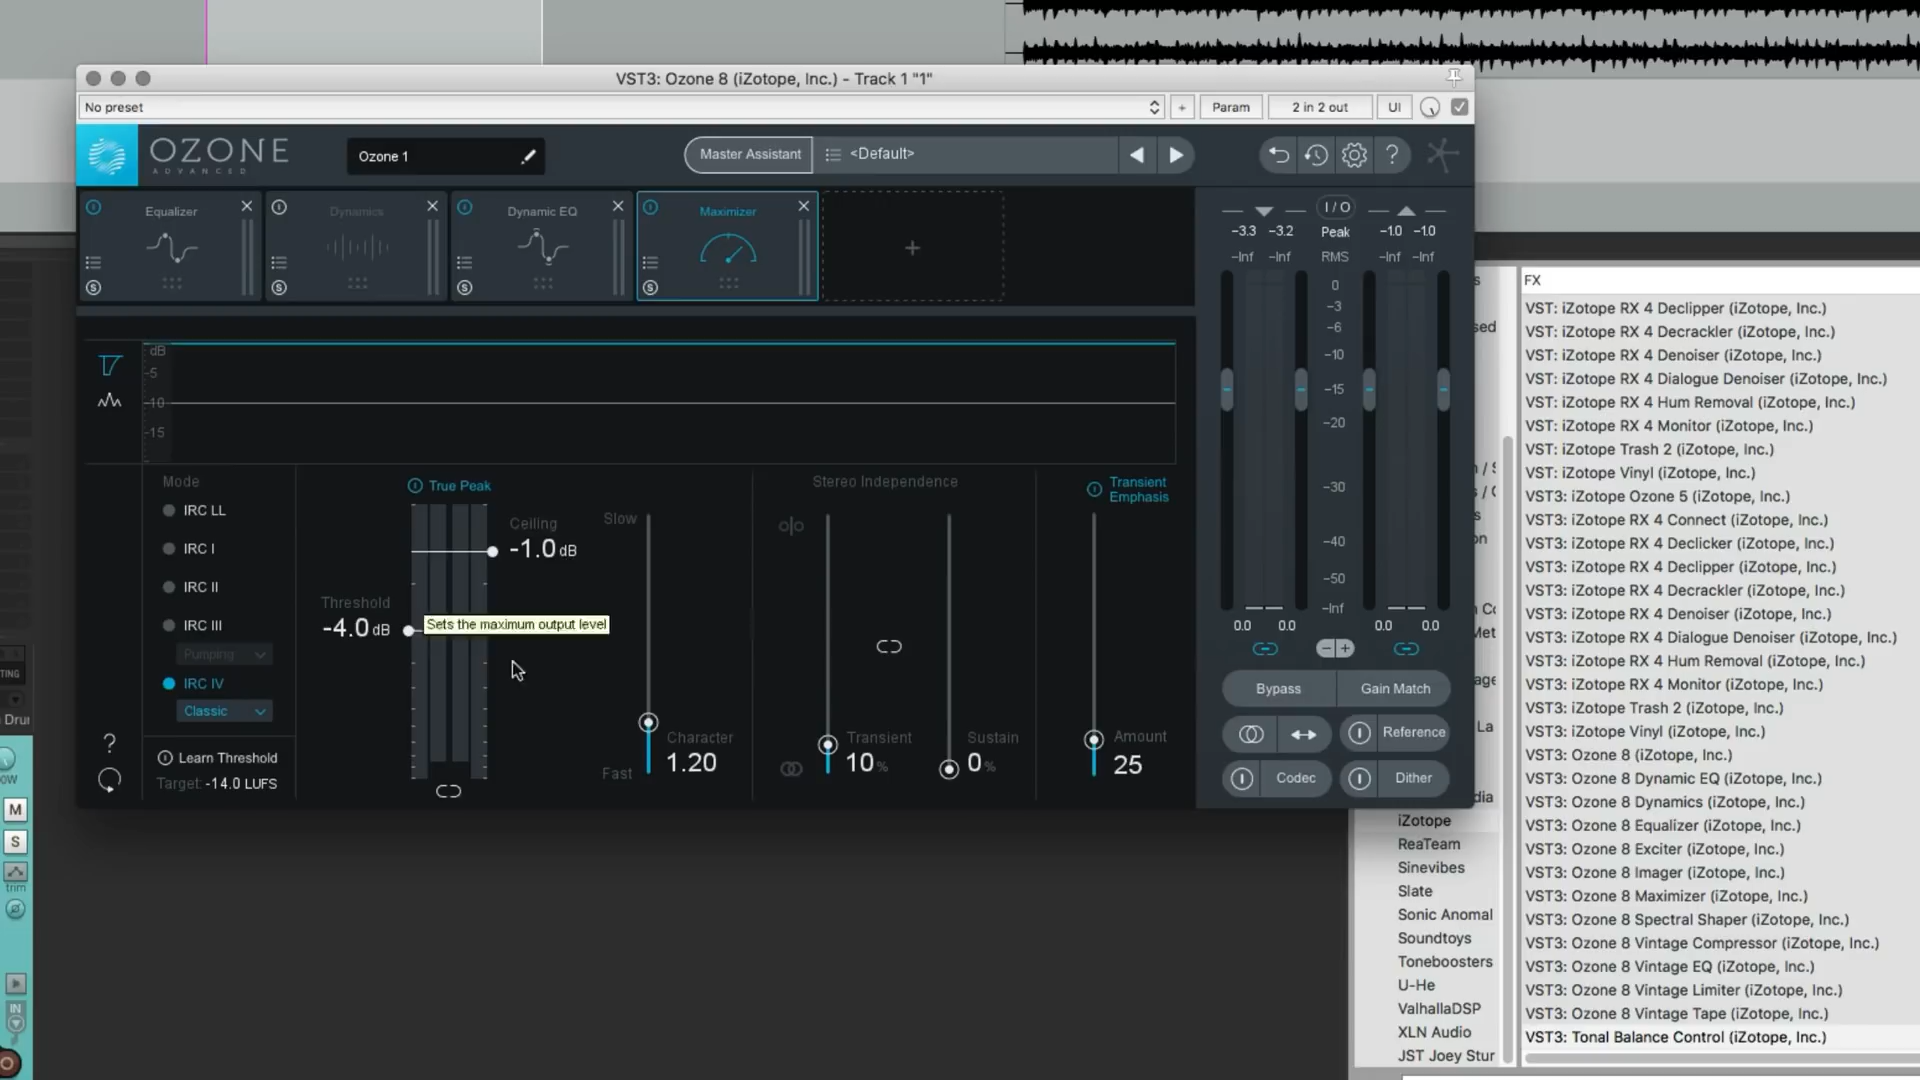 VST3: Ozone 8 (iZotope, Inc.) - Track 1 "1"
No preset
+
Param
2 in 2 out
UI
OZONE
ADVANCED
Ozone 1
Master Assistant
<Default>
?
Equalizer
Dynamics
Dynamic EQ
Maximizer
+
S
S
S
S
I / O
-3.3 -3.2 Peak -1.0 -1.0
-Inf -Inf RMS -Inf -Inf
0
-3
-6
-10
-15
-20
-30
-40
-50
-Inf
0.0 0.0 0.0 0.0
Bypass
Gain Match
Reference
Codec
Dither
dB
-5
-10
-15
Mode
IRC LL
IRC I
IRC II
IRC III
Pumping
IRC IV
Classic
Learn Threshold
Target: -14.0 LUFS
?
True Peak
Ceiling
-1.0 dB
Threshold
-4.0 dB
Sets the maximum output level
Slow
Character
1.20
Fast
Stereo Independence
Transient
10 %
Sustain
0 %
Transient
Emphasis
Amount
25
FX
VST: iZotope RX 4 Declipper (iZotope, Inc.)
VST: iZotope RX 4 Decrackler (iZotope, Inc.)
VST: iZotope RX 4 Denoiser (iZotope, Inc.)
VST: iZotope RX 4 Dialogue Denoiser (iZotope, Inc.)
VST: iZotope RX 4 Hum Removal (iZotope, Inc.)
VST: iZotope RX 4 Monitor (iZotope, Inc.)
VST: iZotope Trash 2 (iZotope, Inc.)
VST: iZotope Vinyl (iZotope, Inc.)
VST3: iZotope Ozone 5 (iZotope, Inc.)
VST3: iZotope RX 4 Connect (iZotope, Inc.)
VST3: iZotope RX 4 Declicker (iZotope, Inc.)
VST3: iZotope RX 4 Declipper (iZotope, Inc.)
VST3: iZotope RX 4 Decrackler (iZotope, Inc.)
VST3: iZotope RX 4 Denoiser (iZotope, Inc.)
VST3: iZotope RX 4 Dialogue Denoiser (iZotope, Inc.)
VST3: iZotope RX 4 Hum Removal (iZotope, Inc.)
VST3: iZotope RX 4 Monitor (iZotope, Inc.)
VST3: iZotope Trash 2 (iZotope, Inc.)
VST3: iZotope Vinyl (iZotope, Inc.)
VST3: Ozone 8 (iZotope, Inc.)
VST3: Ozone 8 Dynamic EQ (iZotope, Inc.)
VST3: Ozone 8 Dynamics (iZotope, Inc.)
VST3: Ozone 8 Equalizer (iZotope, Inc.)
VST3: Ozone 8 Exciter (iZotope, Inc.)
VST3: Ozone 8 Imager (iZotope, Inc.)
VST3: Ozone 8 Maximizer (iZotope, Inc.)
VST3: Ozone 8 Spectral Shaper (iZotope, Inc.)
VST3: Ozone 8 Vintage Compressor (iZotope, Inc.)
VST3: Ozone 8 Vintage EQ (iZotope, Inc.)
VST3: Ozone 8 Vintage Limiter (iZotope, Inc.)
VST3: Ozone 8 Vintage Tape (iZotope, Inc.)
VST3: Tonal Balance Control (iZotope, Inc.)
iZotope
ReaTeam
Sinevibes
Slate
Sonic Anomal
Soundtoys
Toneboosters
U-He
ValhallaDSP
XLN Audio
JST Joey Stur
M
S
trim
IN